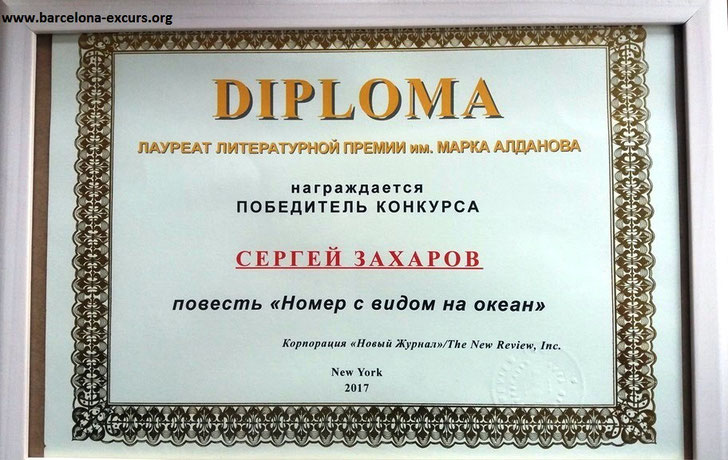 www.barcelona-excurs.org
DIPLOMA
ЛАУРЕАТ ЛИТЕРАТУРНОЙ ПРЕМИИ им. МАРКА АЛДАНОВА
награждается
ПОБЕДИТЕЛЬ КОНКУРСА
СЕРГЕЙ ЗАХАРОВ
повесть «Номер с видом на океан»
Корпорация «Новый Журнал»/The New Review, Inc.
New York
2017